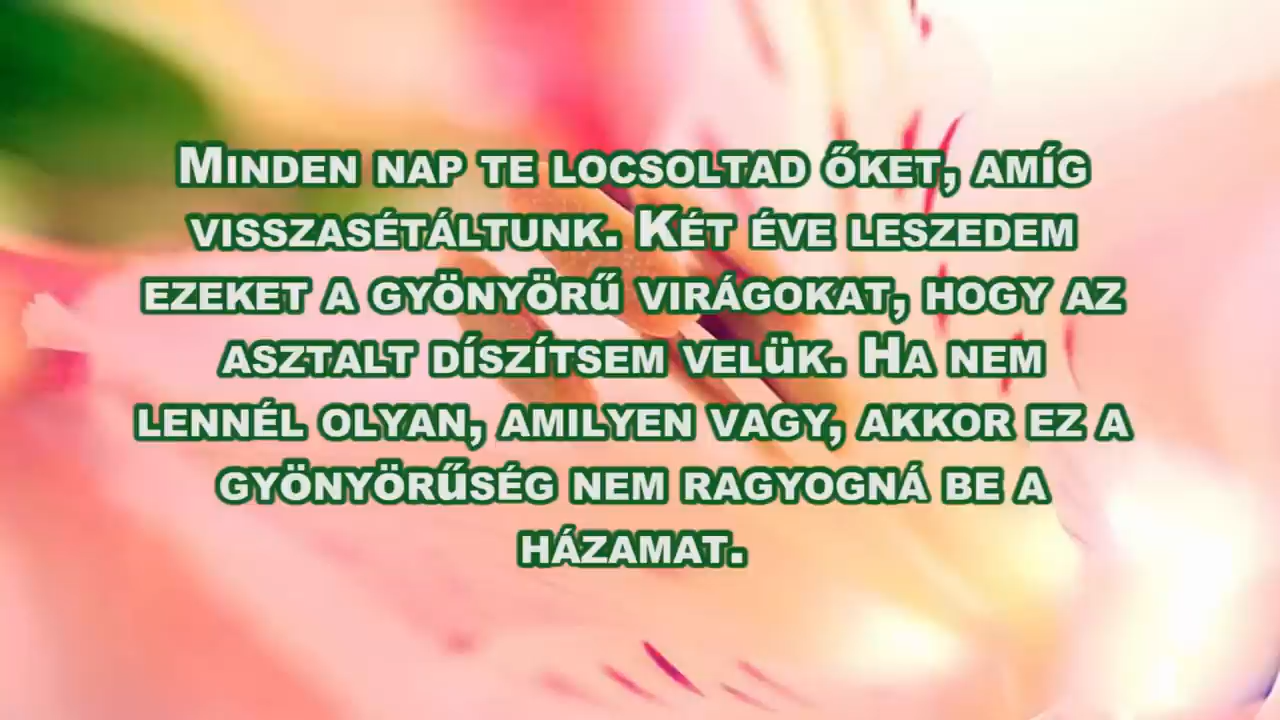 Minden nap te locsoltad őket, amíg
visszasétáltunk. Két éve leszedem
ezeket a gyönyörű virágokat, hogy az
asztalt díszítsem velük. Ha nem
lennél olyan, amilyen vagy, akkor ez a
gyönyörűség nem ragyogná be a
házamat.